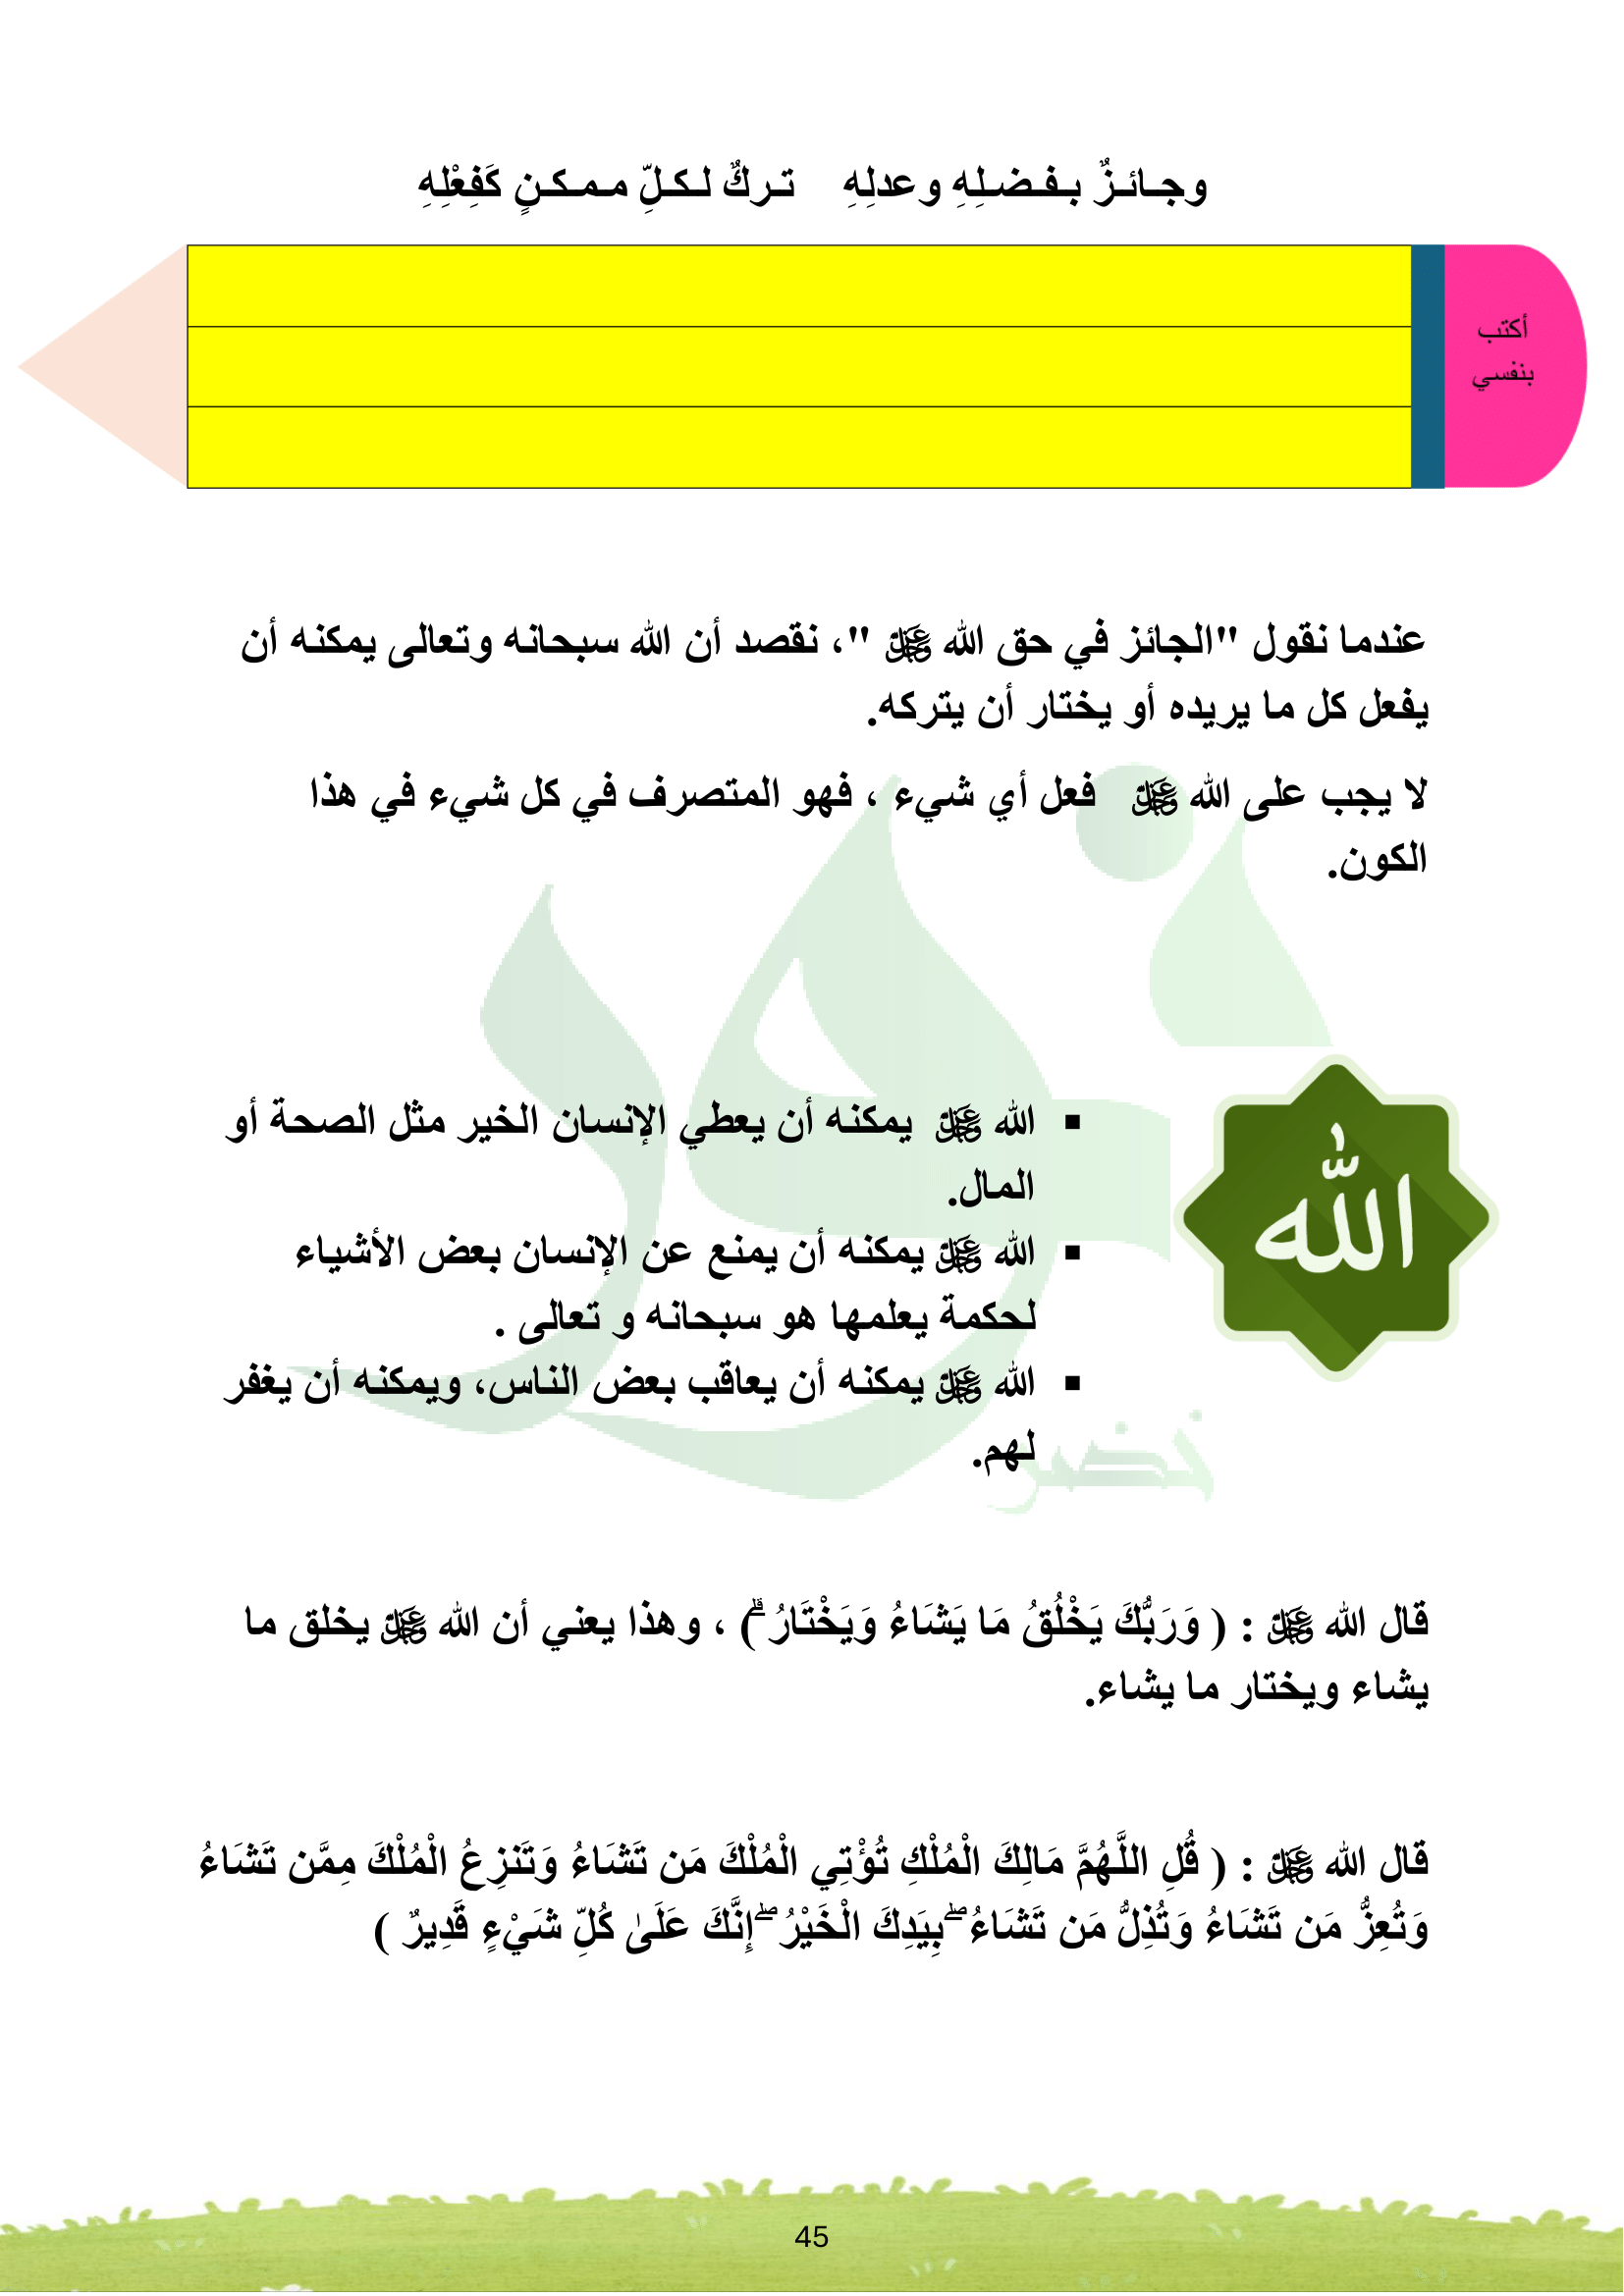 وجـائـزٌ بـفـضـلِهِ وعدلِهِ    تـركٌ لـكـلِّ مـمـكـنٍ كَفِعْلِهِ
أكتب
بنفسي
عندما نقول "الجائز في حق الله ﷻ "، نقصد أن الله سبحانه وتعالى يمكنه أن
يفعل كل ما يريده أو يختار أن يتركه.
لا يجب على الله ﷻ فعل أي شيء ، فهو المتصرف في كل شيء في هذا
الكون.
▪ الله ﷻ يمكنه أن يعطي الإنسان الخير مثل الصحة أو
المال.
▪ الله ﷻ يمكنه أن يمنع عن الإنسان بعض الأشياء
لحكمة يعلمها هو سبحانه و تعالى .
▪ الله ﷻ يمكنه أن يعاقب بعض الناس، ويمكنه أن يغفر
لهم.
الله
نور
خضر
قال الله ﷻ : ( وَرَبُّكَ يَخْلُقُ مَا يَشَاءُ وَيَخْتَارُ ۗ) ، وهذا يعني أن الله ﷻ يخلق ما
يشاء ويختار ما يشاء.
قال الله ﷻ : ( قُلِ اللَّهُمَّ مَالِكَ الْمُلْكِ تُؤْتِي الْمُلْكَ مَن تَشَاءُ وَتَنزِعُ الْمُلْكَ مِمَّن تَشَاءُ
وَتُعِزُّ مَن تَشَاءُ وَتُذِلُّ مَن تَشَاءُ ۖ بِيَدِكَ الْخَيْرُ ۖ إِنَّكَ عَلَىٰ كُلِّ شَيْءٍ قَدِيرٌ )
45